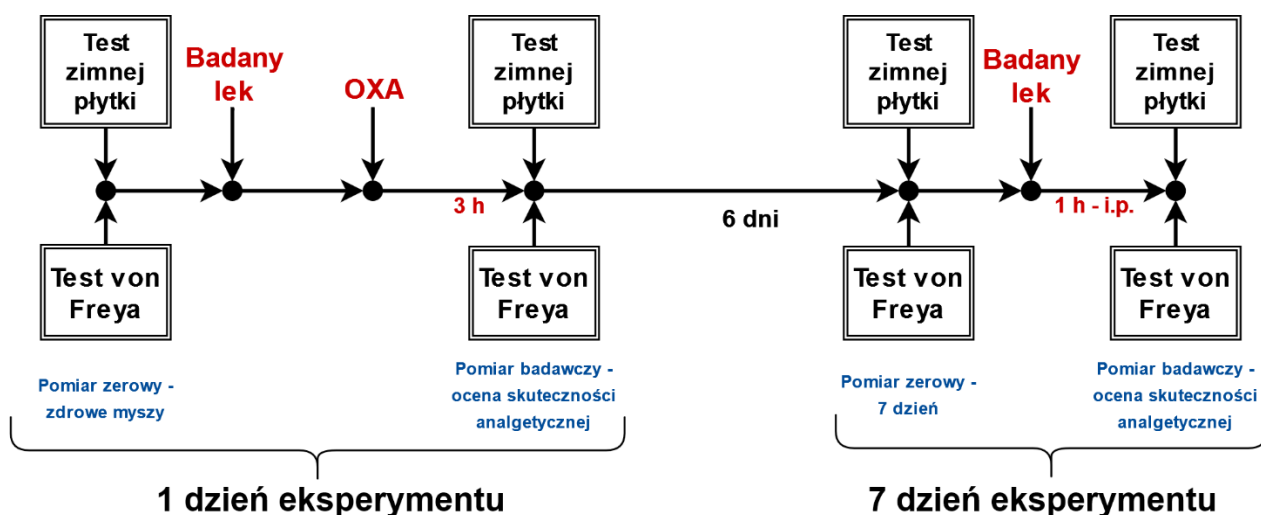 Test
zimnej
płytki
Badany
lek
OXA
Test
zimnej
płytki
Test
zimnej
płytki
Badany
lek
Test
zimnej
płytki
3 h
6 dni
1 h - i.p.
Test von
Freya
Test von
Freya
Test von
Freya
Test von
Freya
Pomiar zerowy -
zdrowe myszy
Pomiar badawczy -
ocena skuteczności
analgetycznej
Pomiar zerowy -
7 dzień
Pomiar badawczy -
ocena skuteczności
analgetycznej
1 dzień eksperymentu
7 dzień eksperymentu